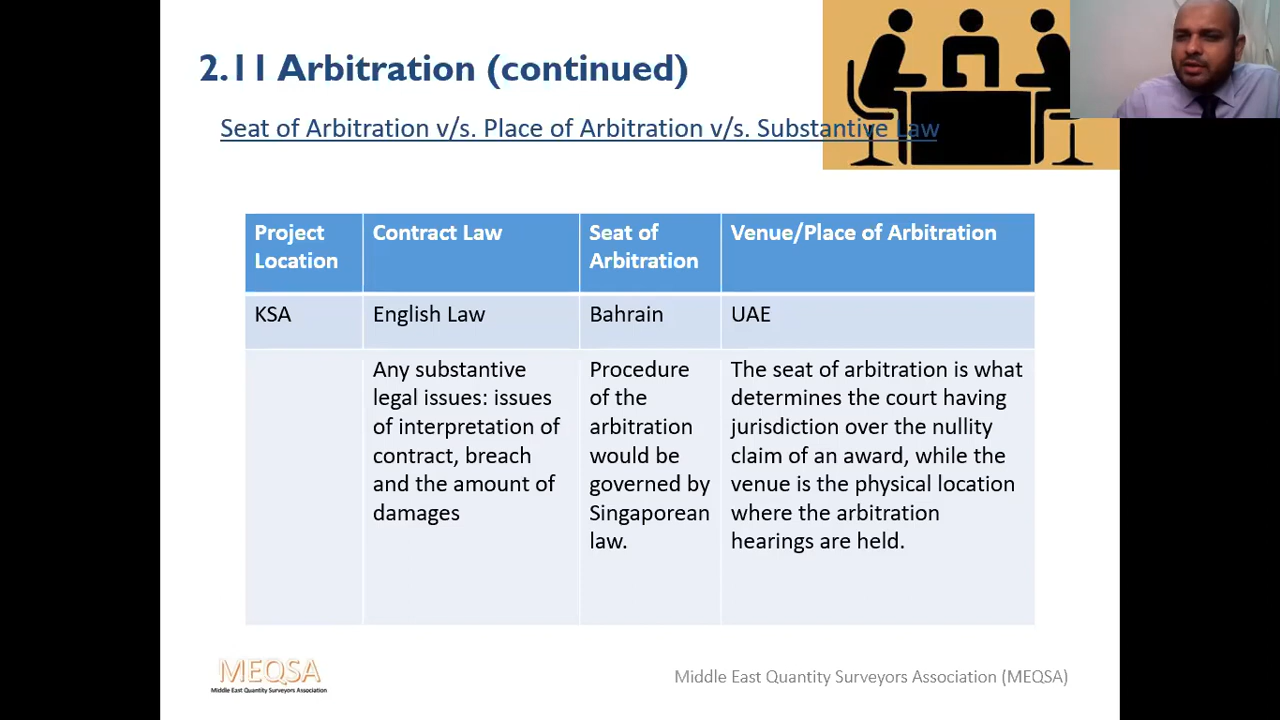 2.11 Arbitration (continued)
Seat of Arbitration v/s. Place of Arbitration v/s. Substantive Law
Project
Location
Contract Law
Seat of
Arbitration
Venue/Place of Arbitration
KSA
English Law
Bahrain
UAE
Any substantive
legal issues: issues
of interpretation of
contract, breach
and the amount of
damages
Procedure
of the
arbitration
would be
governed by
Singaporean
law.
The seat of arbitration is what
determines the court having
jurisdiction over the nullity
claim of an award, while the
venue is the physical location
where the arbitration
hearings are held.
MEQSA
Middle East Quantity Surveyors Association
Middle East Quantity Surveyors Association (MEQSA)